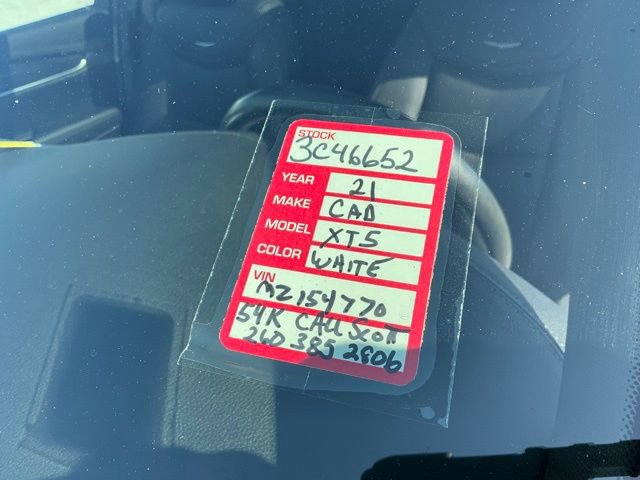 STOCK
3C46652
YEAR 21
MAKE CAD
MODEL XT5
COLOR WHITE
VIN
MZ154770
54K CALL SCOTT
260 385 2806